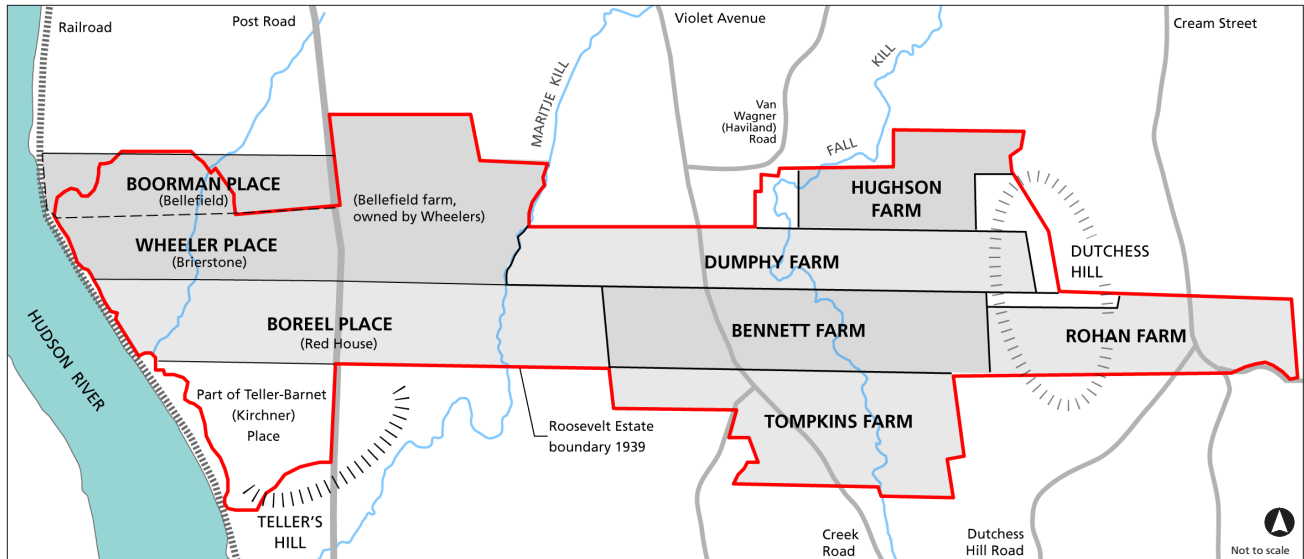 Railroad
Post Road
Violet Avenue
Cream Street
MARITJE KILL
KILL
FALL
Van
Wagner
(Haviland)
Road
BOORMAN PLACE
(Bellefield)
(Bellefield farm,
owned by Wheelers)
HUGHSON
FARM
WHEELER PLACE
(Brierstone)
DUMPHY FARM
DUTCHESS
HILL
BOREEL PLACE
(Red House)
BENNETT FARM
ROHAN FARM
HUDSON RIVER
Part of Teller-Barnet
(Kirchner)
Place
Roosevelt Estate
boundary 1939
TOMPKINS FARM
TELLER'S
HILL
Creek
Road
Dutchess
Hill Road
Not to scale